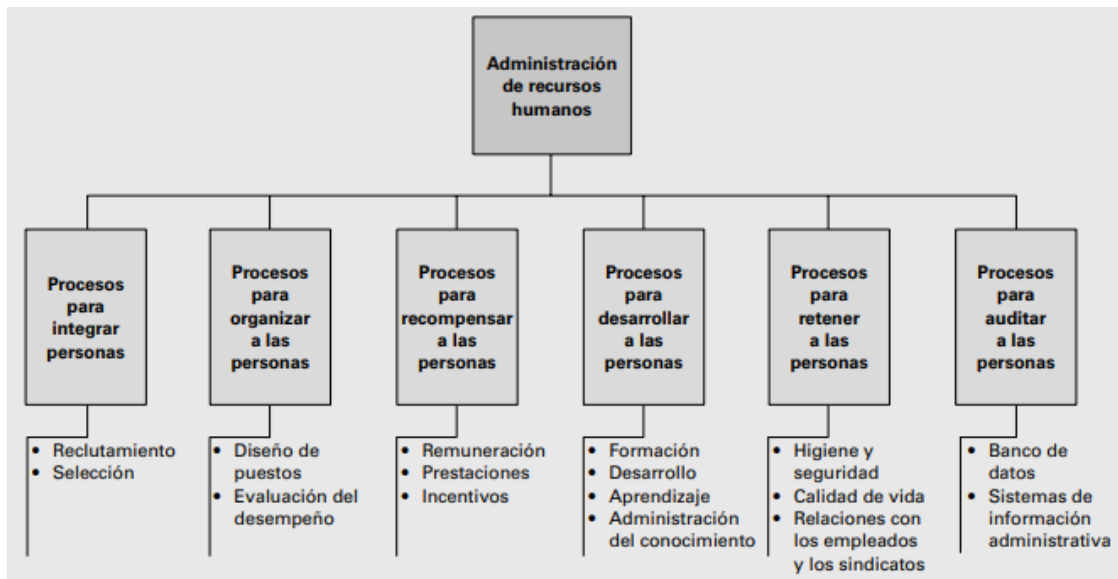 Administración
de recursos
humanos
Procesos
para
integrar
personas
Procesos
para
organizar
a las
personas
Procesos
para
recompensar
a las
personas
Procesos
para
desarrollar
a las
personas
Procesos
para
retener
a las
personas
Procesos
para
auditar
a las
personas
• Reclutamiento
• Selección
• Diseño de
puestos
• Evaluación del
desempeño
• Remuneración
• Prestaciones
• Incentivos
• Formación
• Desarrollo
• Aprendizaje
• Administración
del conocimiento
• Higiene y
seguridad
• Calidad de vida
• Relaciones con
los empleados
y los sindicatos
• Banco de
datos
• Sistemas de
información
administrativa